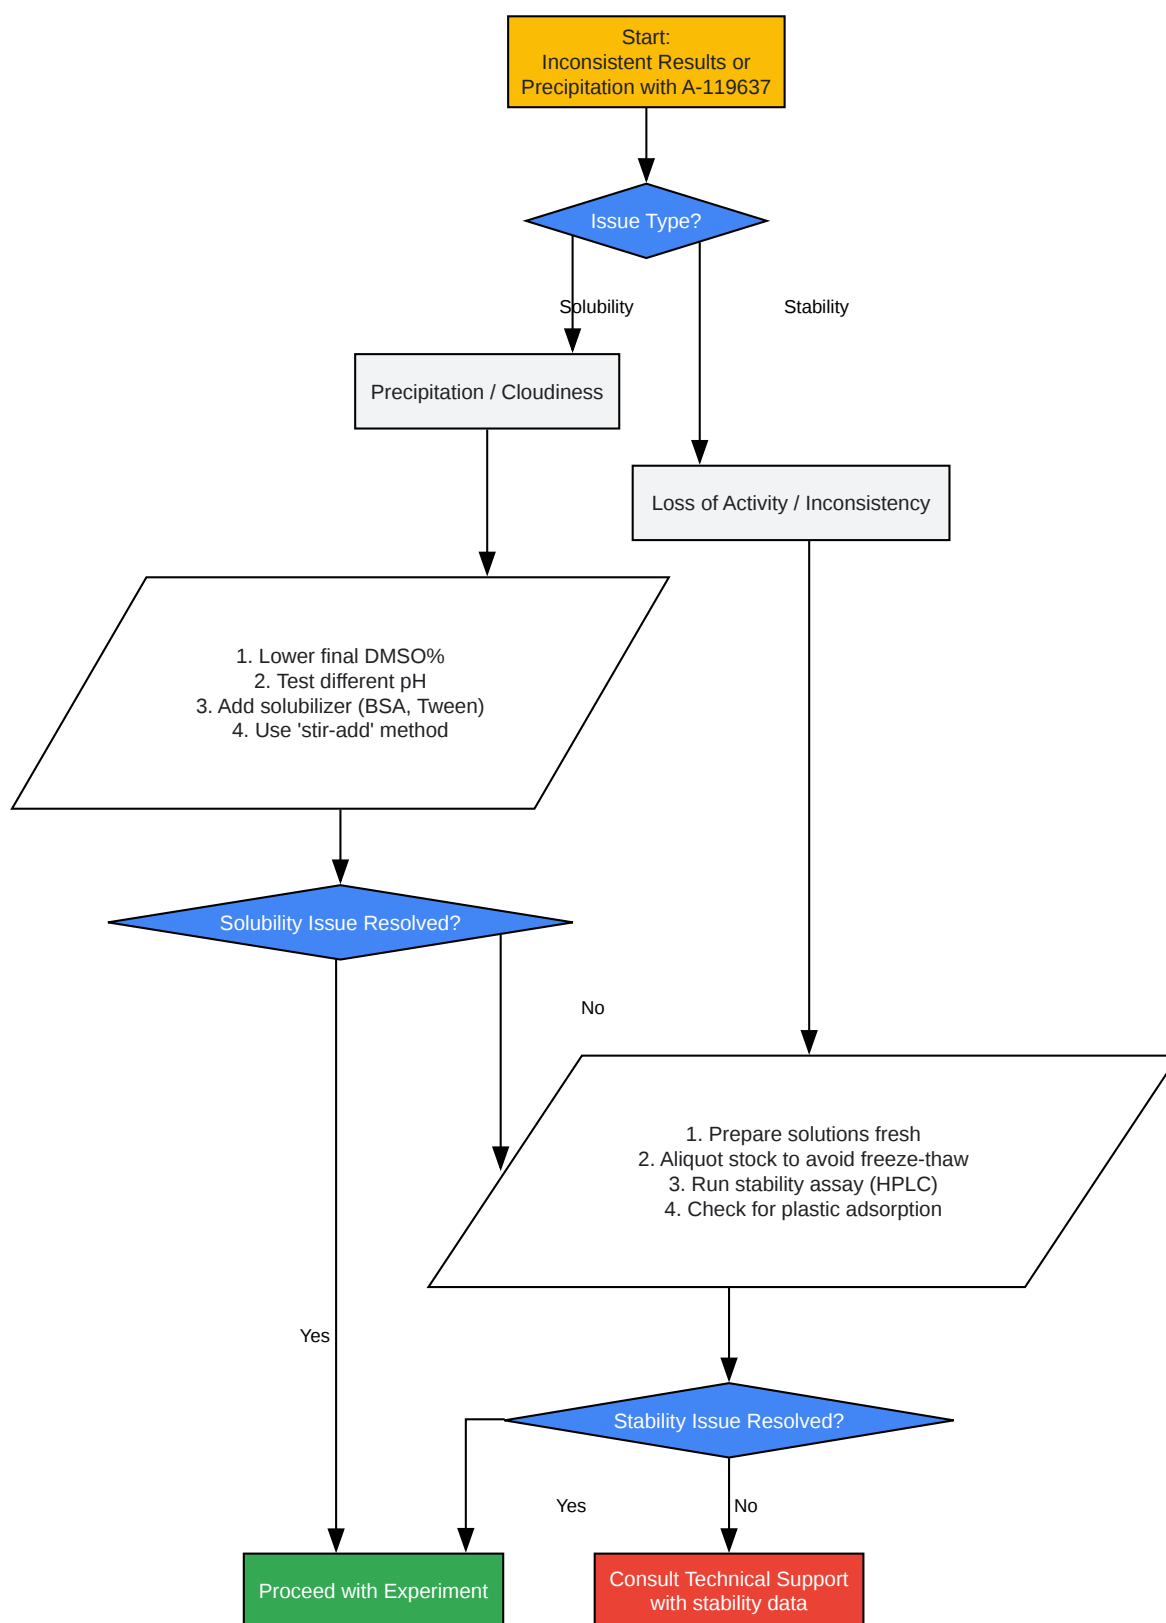 Start:
Inconsistent Results or
Precipitation with A-119637
Issue Type?
Solubility
Stability
Precipitation / Cloudiness
Loss of Activity / Inconsistency
1. Lower final DMSO%
2. Test different pH
3. Add solubilizer (BSA, Tween)
4. Use 'stir-add' method
Solubility Issue Resolved?
No
1. Prepare solutions fresh
2. Aliquot stock to avoid freeze-thaw
3. Run stability assay (HPLC)
4. Check for plastic adsorption
Yes
Stability Issue Resolved?
Yes
No
Proceed with Experiment
Consult Technical Support
with stability data